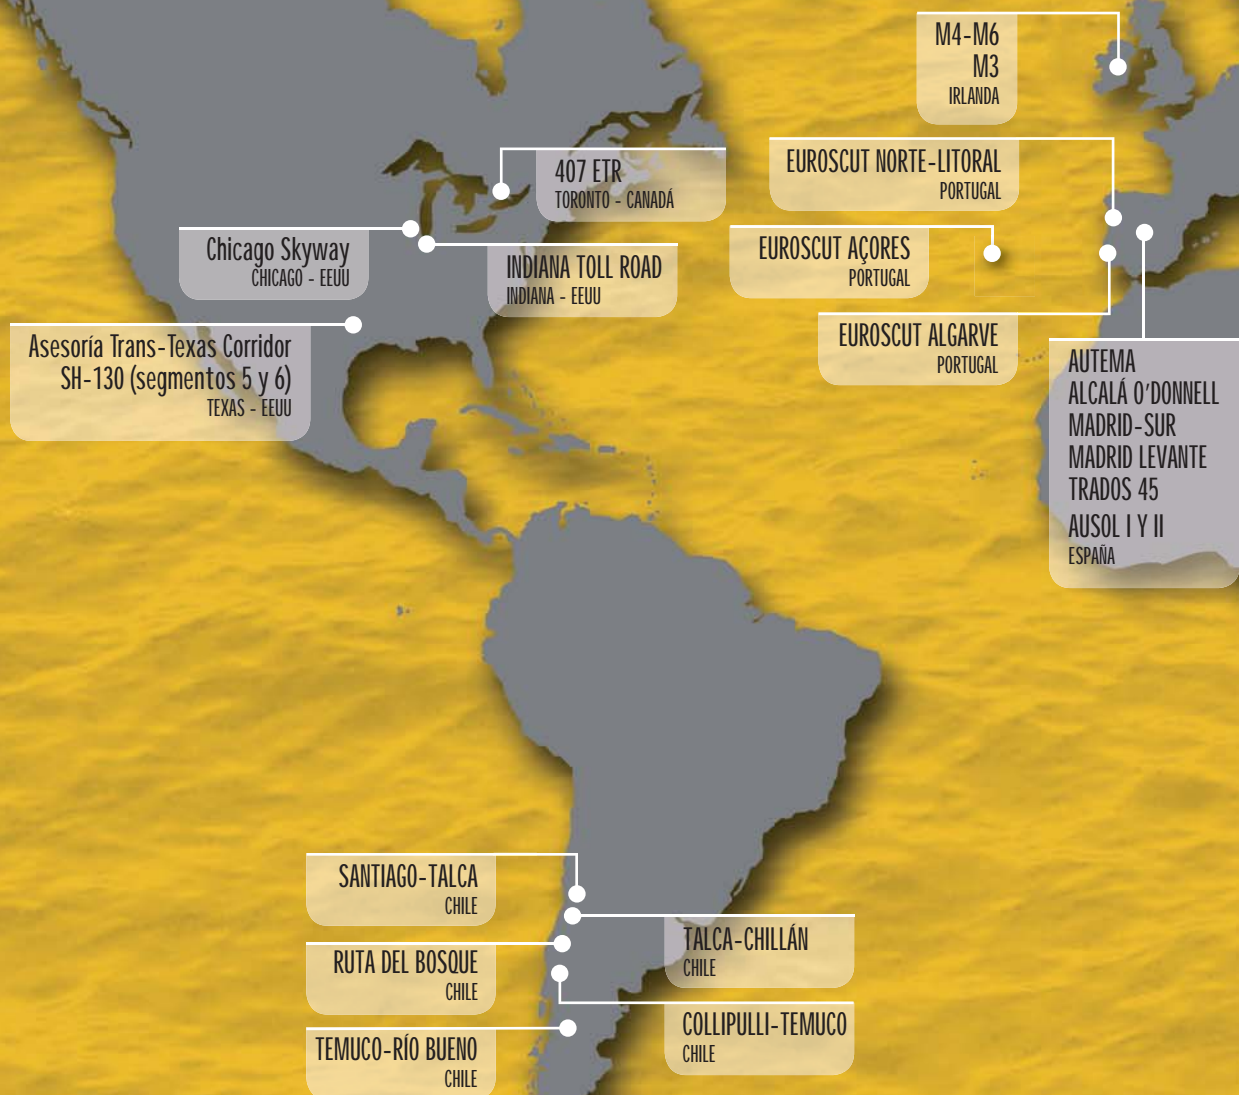 M4-M6
M3
IRLANDA
EUROSCUT NORTE-LITORAL
PORTUGAL
407 ETR
TORONTO - CANADÁ
Chicago Skyway
CHICAGO - EEUU
INDIANA TOLL ROAD
INDIANA - EEUU
EUROSCUT AÇORES
PORTUGAL
EUROSCUT ALGARVE
PORTUGAL
Asesoría Trans-Texas Corridor
SH-130 (segmentos 5 y 6)
TEXAS - EEUU
AUTEMA
ALCALÁ O'DONNELL
MADRID-SUR
MADRID LEVANTE
TRADOS 45
AUSOL I Y II
ESPAÑA
SANTIAGO-TALCA
CHILE
TALCA-CHILLÁN
CHILE
RUTA DEL BOSQUE
CHILE
COLLIPULLI-TEMUCO
CHILE
TEMUCO-RÍO BUENO
CHILE